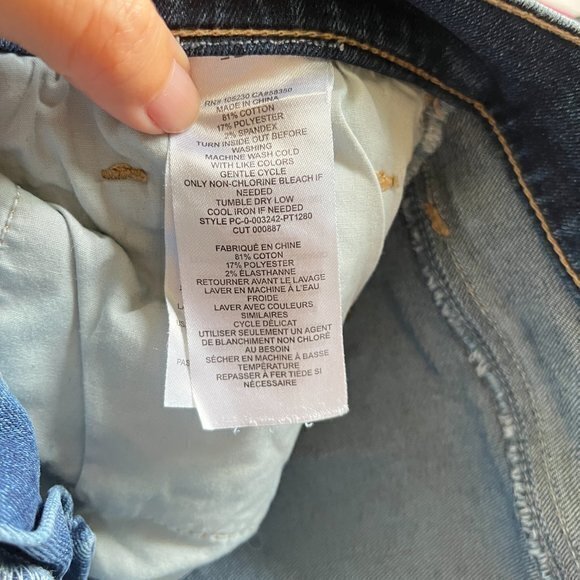 RN# 108230 CA#58350
MADE IN CHINA
81% COTTON
17% POLYESTER
2% SPANDEX
TURN INSIDE OUT BEFORE
WASHING
MACHINE WASH COLD
WITH LIKE COLORS
GENTLE CYCLE
ONLY NON-CHLORINE BLEACH IF
NEEDED
TUMBLE DRY LOW
COOL IRON IF NEEDED
STYLE PC-0-003242-PT1280
CUT 000887
FABRIQUÉ EN CHINE
81% COTON
17% POLYESTER
2% ÉLASTHANNE
RETOURNER AVANT LE LAVAGE
LAVER EN MACHINE À L'EAU
FROIDE
LAVER AVEC COULEURS
SIMILAIRES
CYCLE DÉLICAT
UTILISER SEULEMENT UN AGENT
DE BLANCHIMENT NON CHLORÉ
AU BESOIN
SÉCHER EN MACHINE À BASSE
TEMPÉRATURE
REPASSER À FER TIÈDE SI
NÉCESSAIRE
PAS